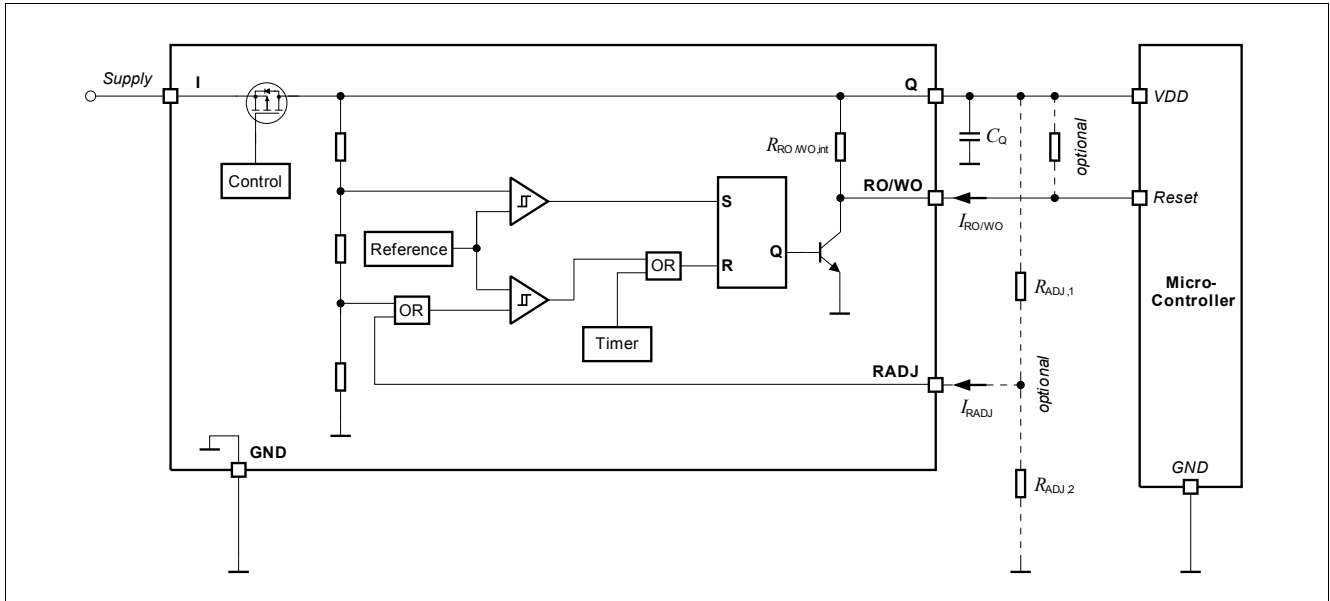 Supply
I
Q
VDD
C_Q
optional
R_RO/WO,int
Control
RO/WO
Reset
I_RO/WO
S
Reference
Q
OR
R
R_ADJ,1
Micro-
Controller
OR
Timer
RADJ
I_RADJ
optional
GND
GND
R_ADJ,2